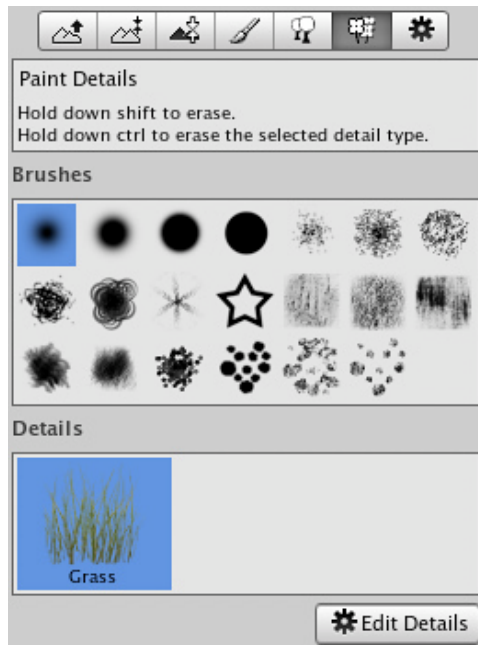 Paint Details
Hold down shift to erase.
Hold down ctrl to erase the selected detail type.
Brushes
Details
Grass
Edit Details